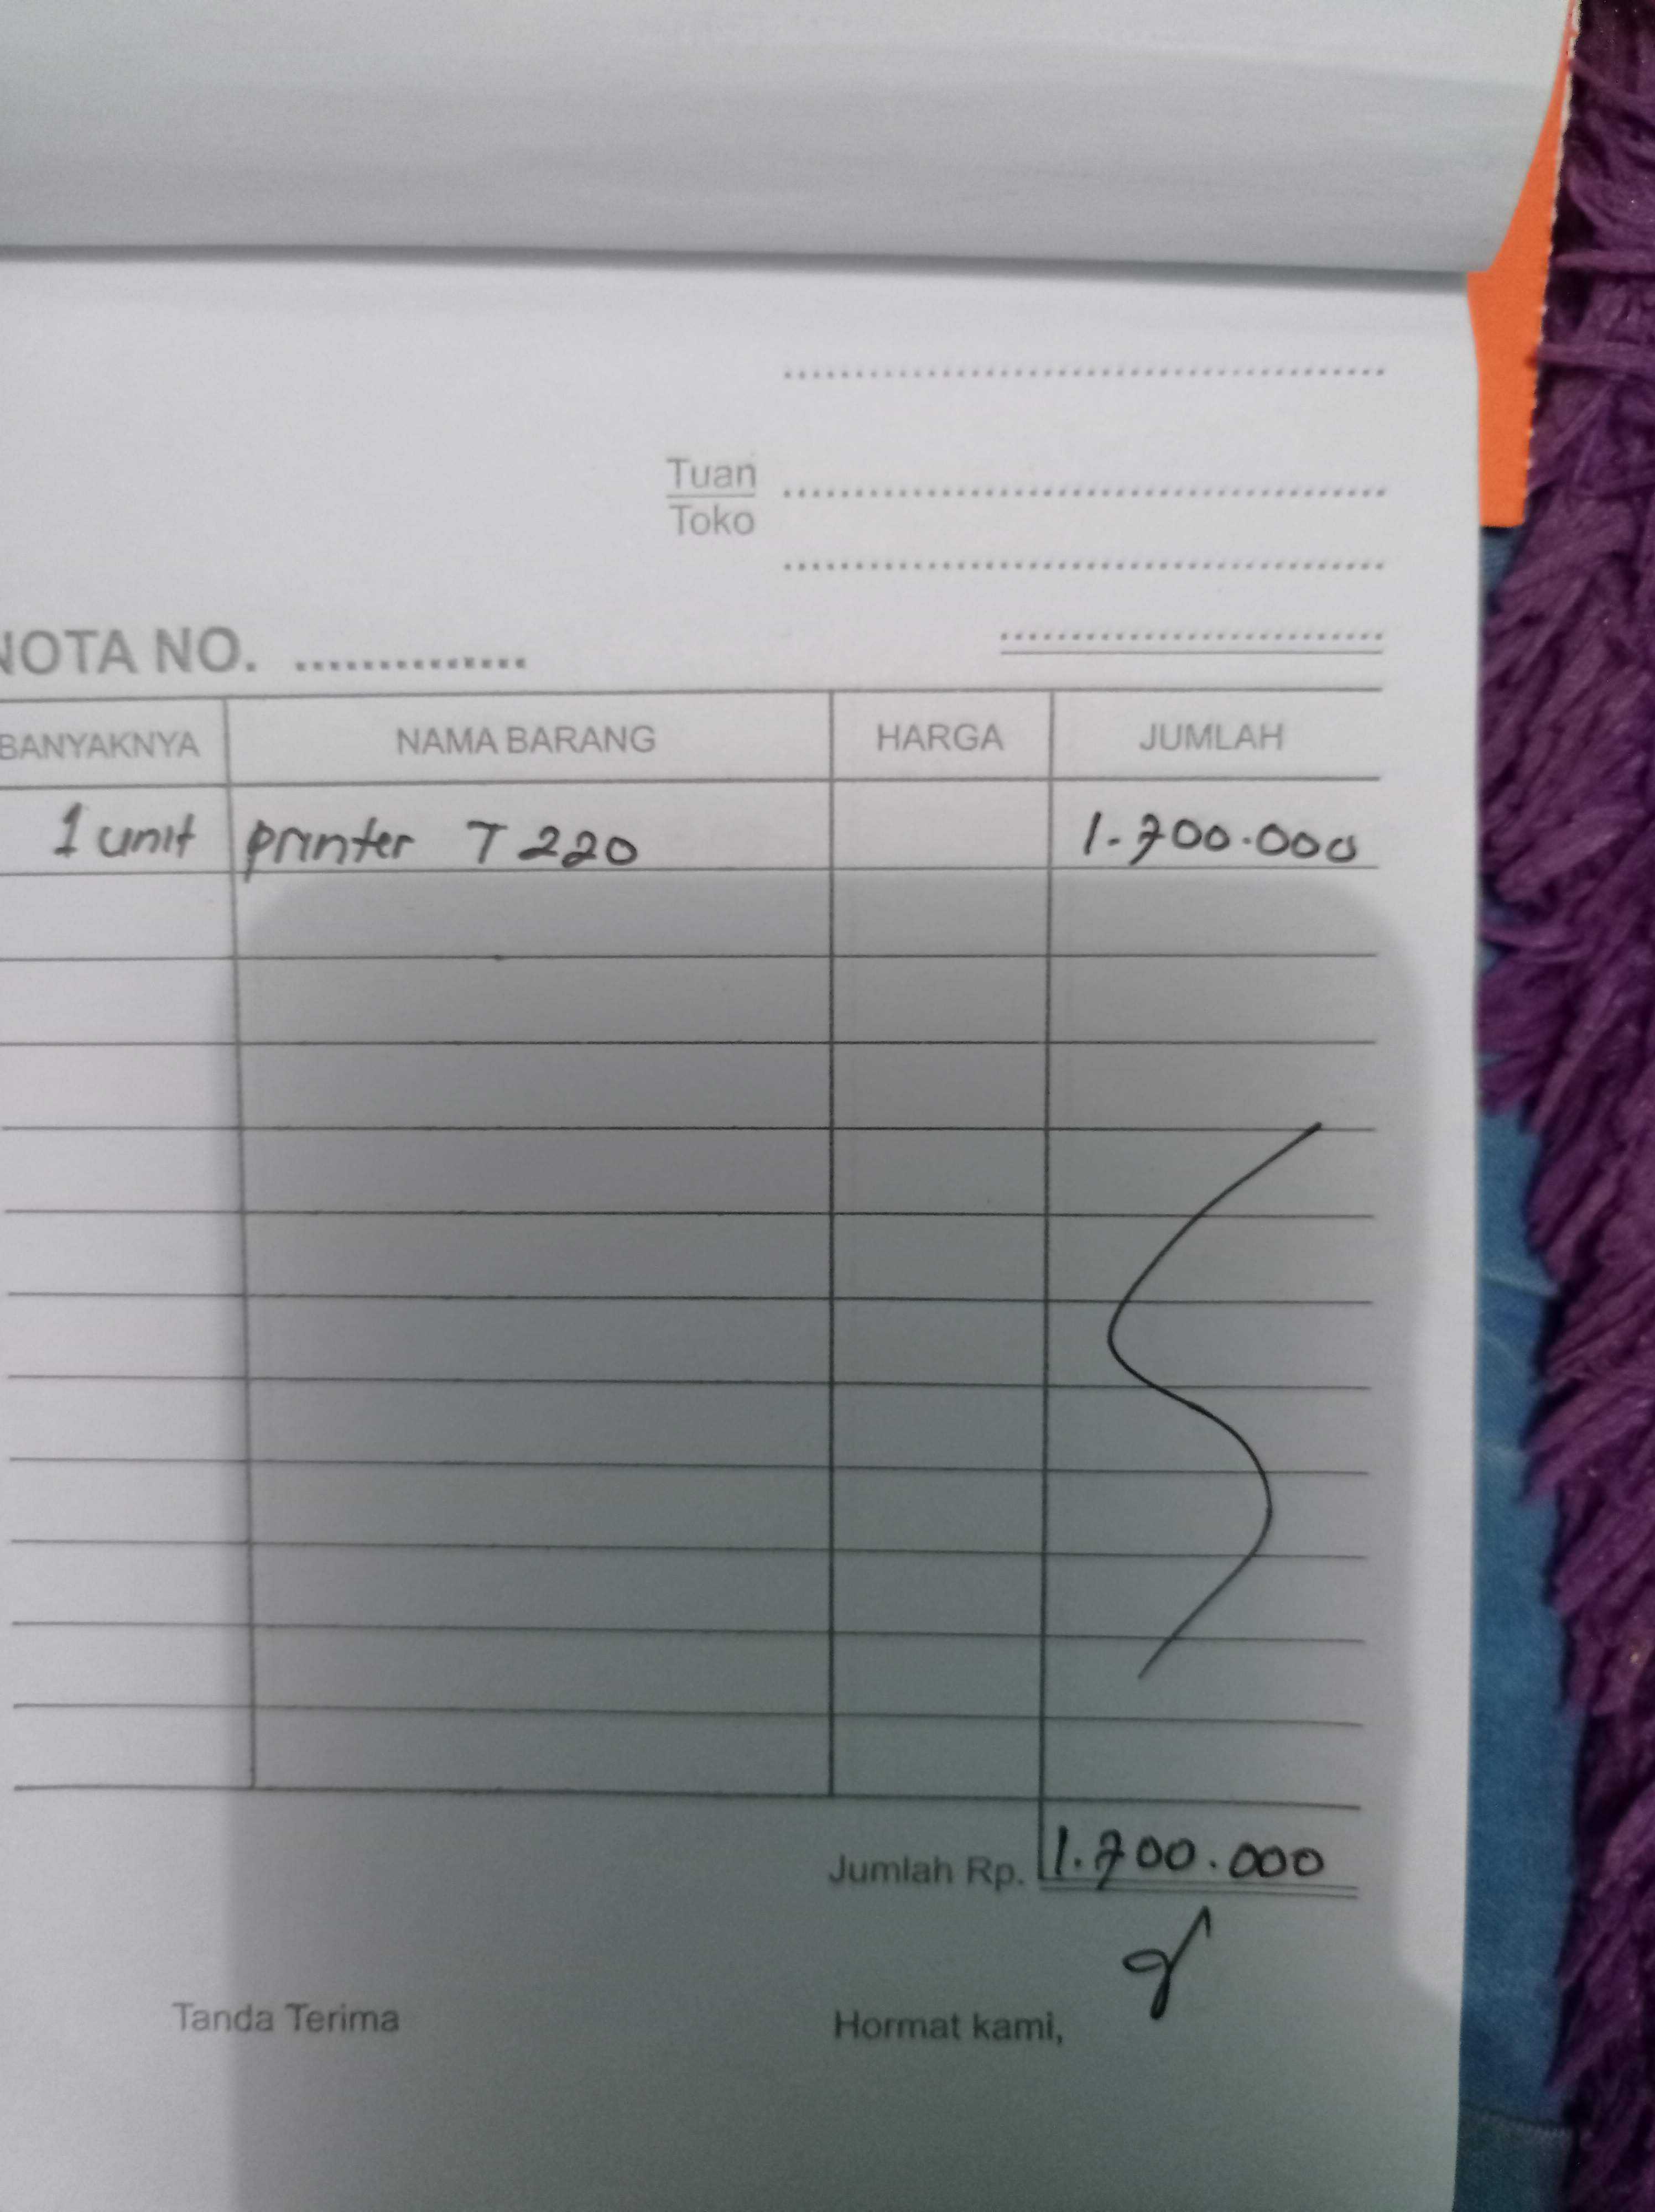 Tuan
Toko
NOTA NO. ..............
BANYAKNYA NAMA BARANG HARGA JUMLAH
1 unit printer T 220 1.700.000
Jumlah Rp. 1.700.000
Tanda Terima Hormat kami,